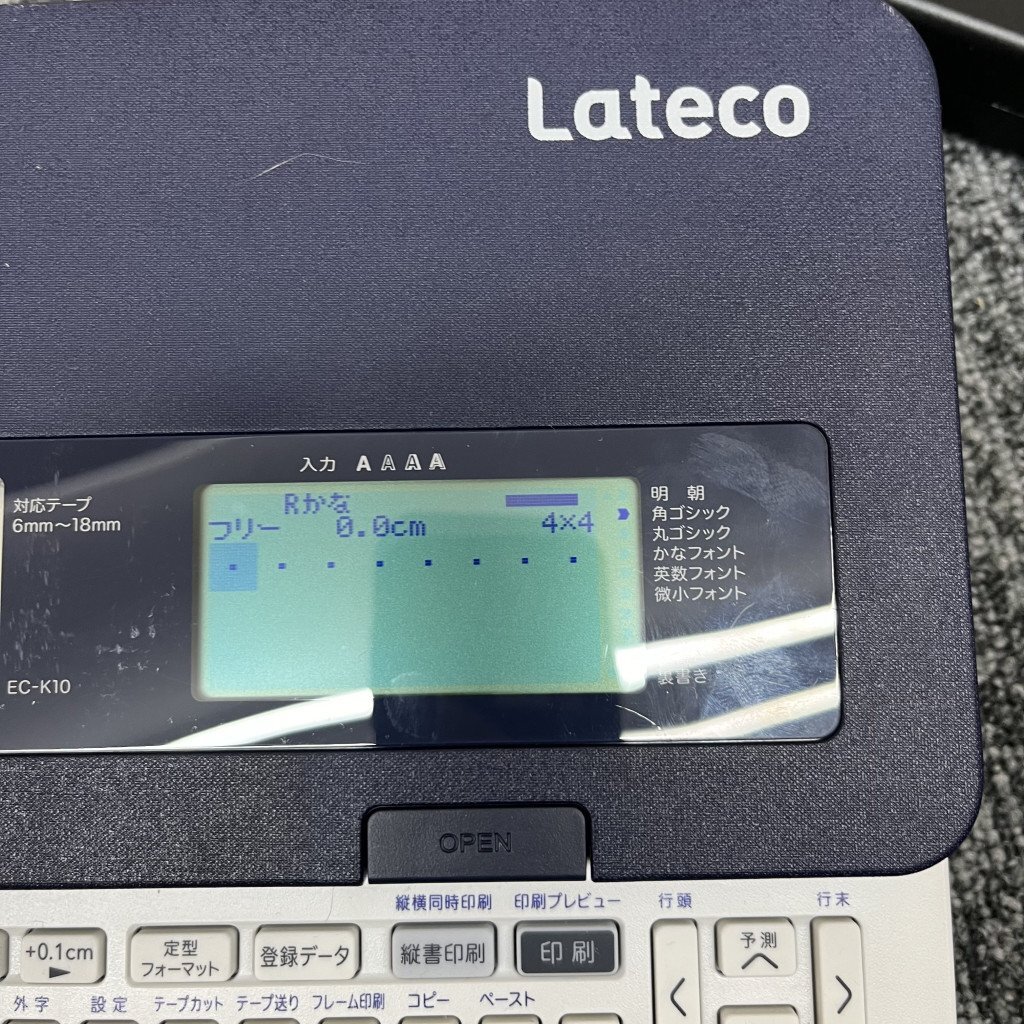 Lateco
入力 A A A A
対応テープ
6mm〜18mm
EC-K10
Rかな
フリー 0.0cm 4×4
明 朝
角ゴシック
丸ゴシック
かなフォント
英数フォント
微小フォント
裏書き
OPEN
縦横同時印刷 印刷プレビュー 行頭 行末
+0.1cm
定型
フォーマット
登録データ
縦書印刷
印刷
予測
外字 設定 テープカット テープ送り フレーム印刷 コピー ペースト